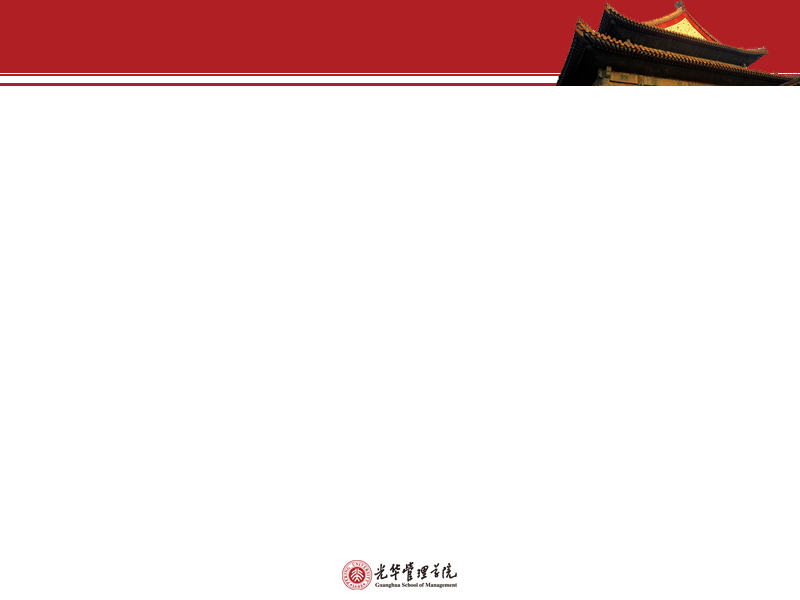 光华管理学院
Guanghua School of Management